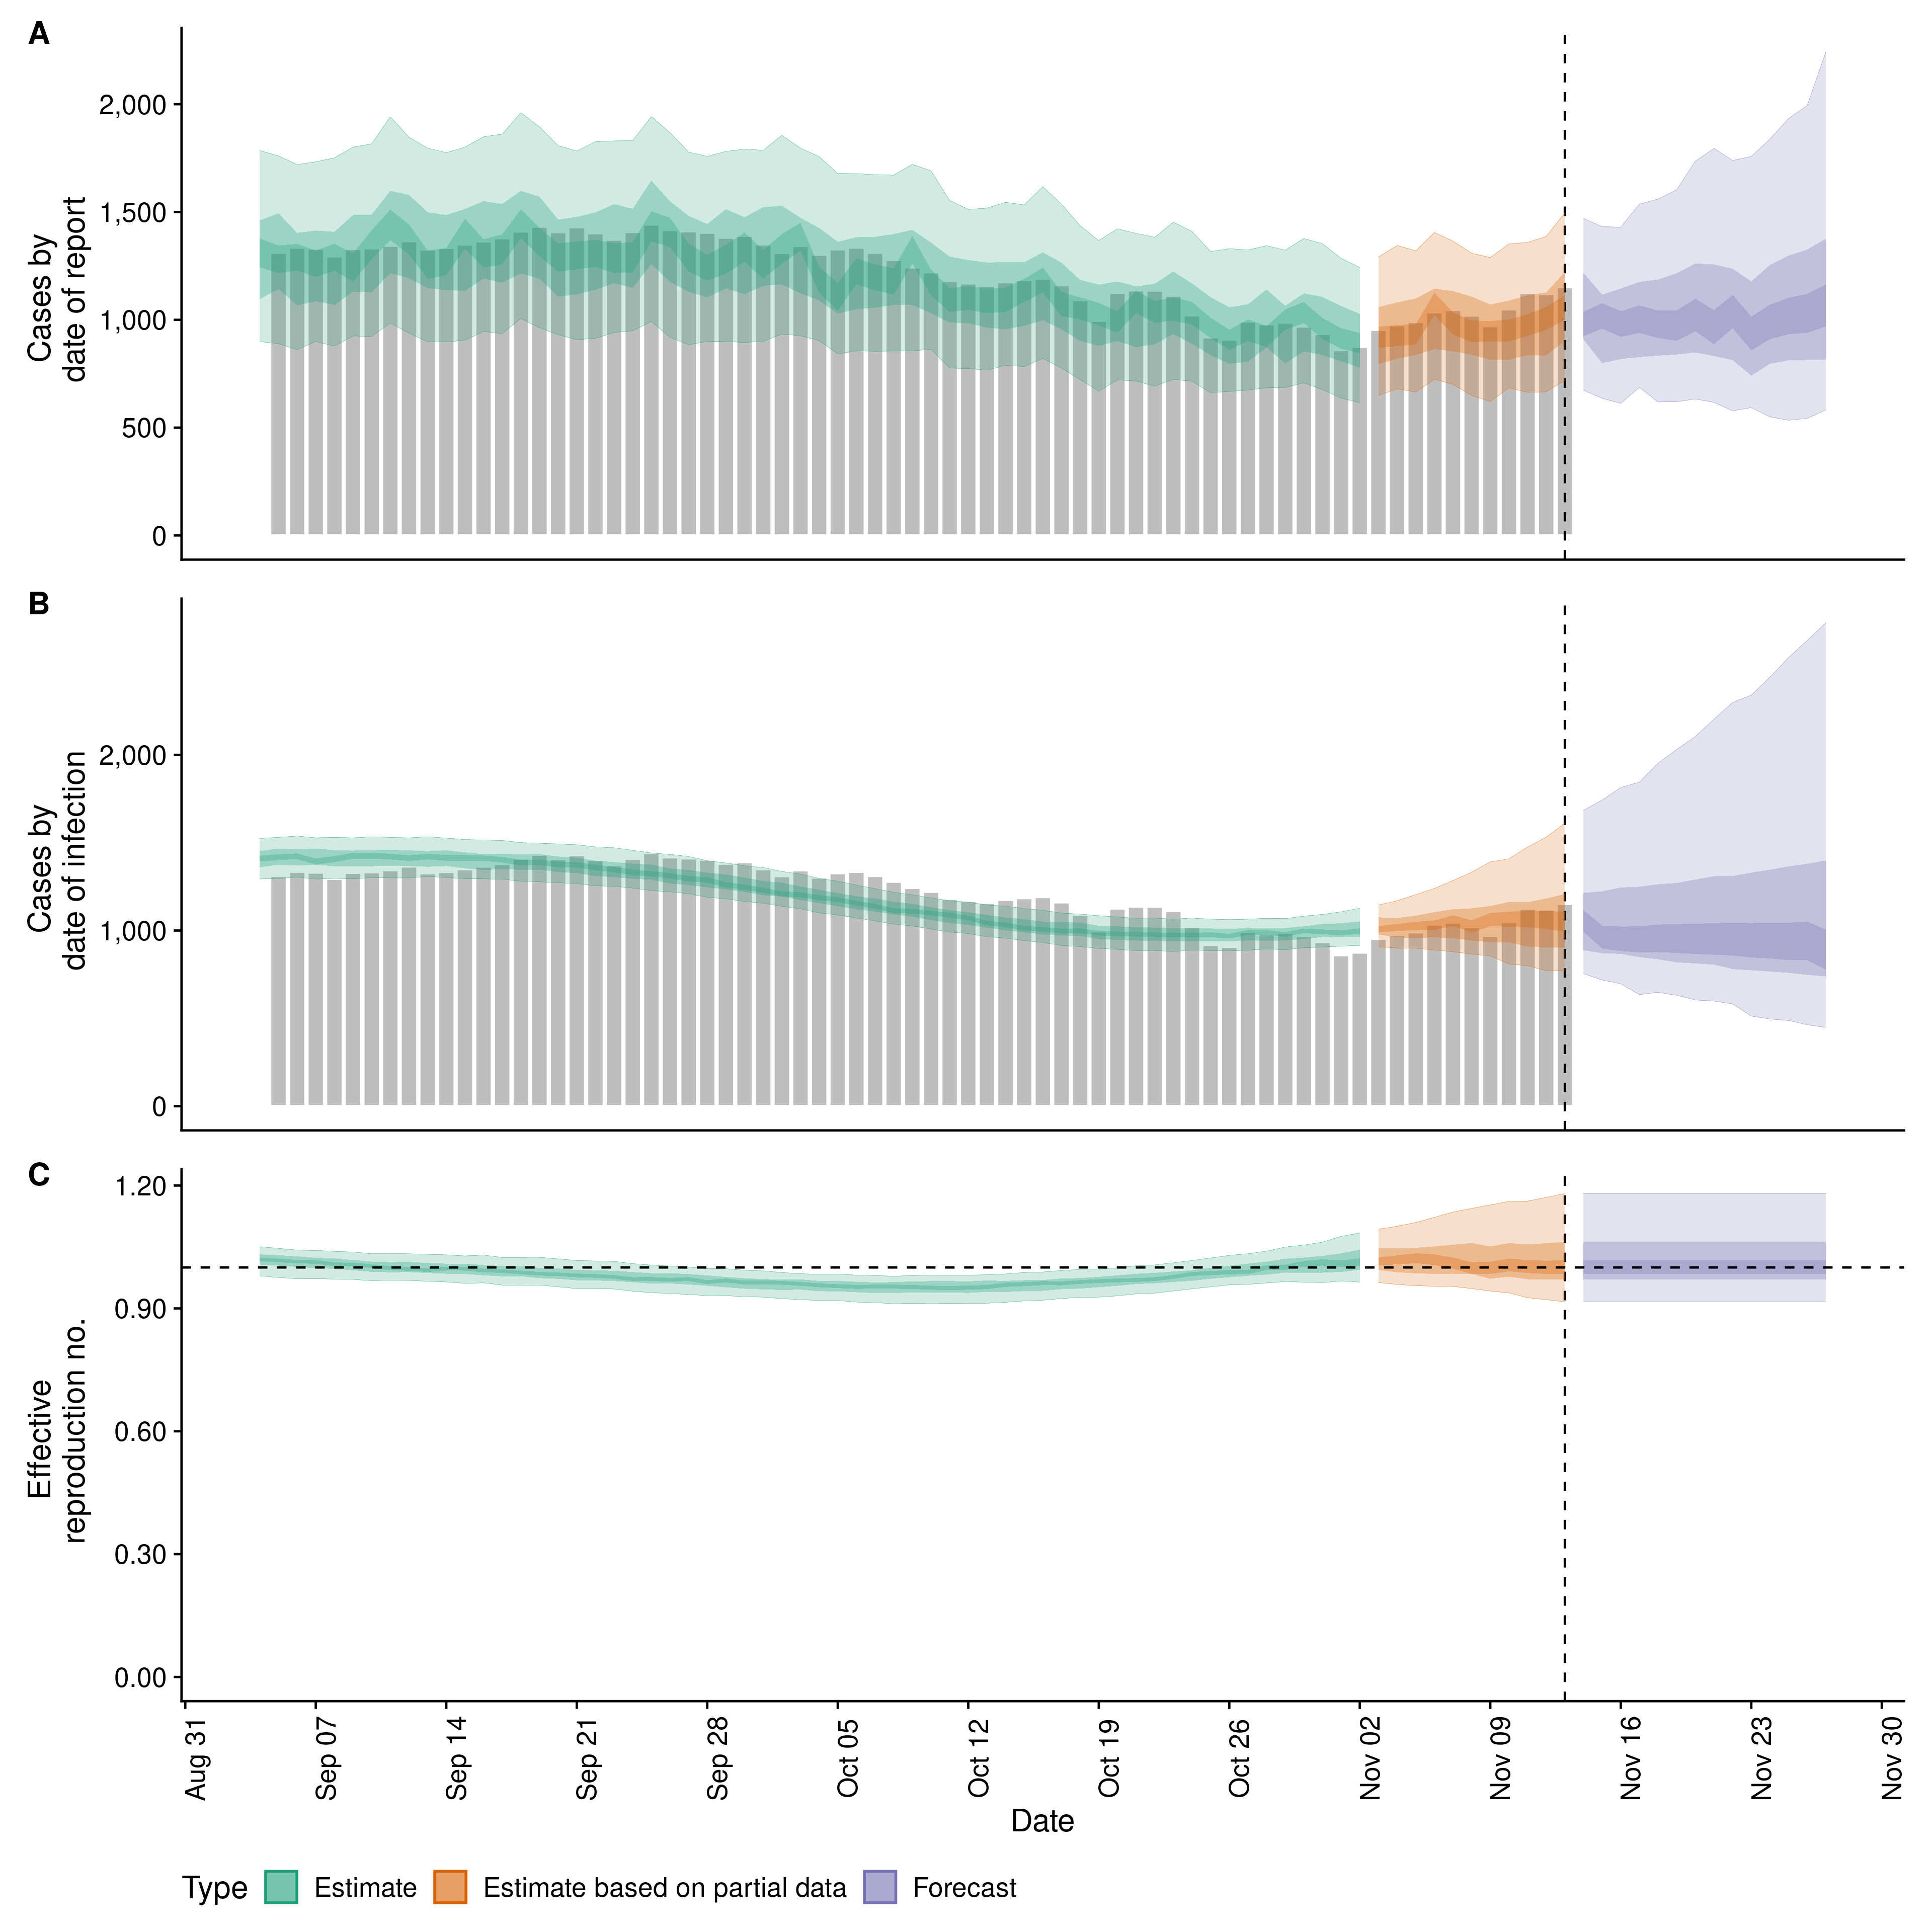 A
Cases by
date of report
2,000
1,500
1,000
500
0
B
Cases by
date of infection
2,000
1,000
0
C
Effective
reproduction no.
1.20
0.90
0.60
0.30
0.00
Aug 31
Sep 07
Sep 14
Sep 21
Sep 28
Oct 05
Oct 12
Oct 19
Oct 26
Nov 02
Nov 09
Nov 16
Nov 23
Nov 30
Date
Type Estimate Estimate based on partial data Forecast